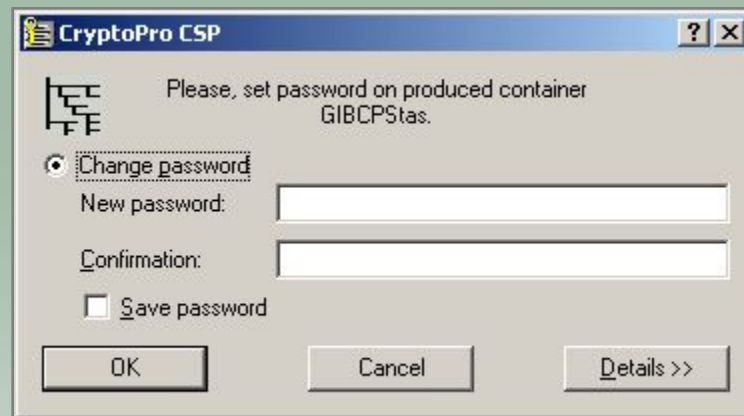 CryptoPro CSP
Please, set password on produced container
GIBCPStas.
Change password
New password:
Confirmation:
Save password
OK
Cancel
Details >>